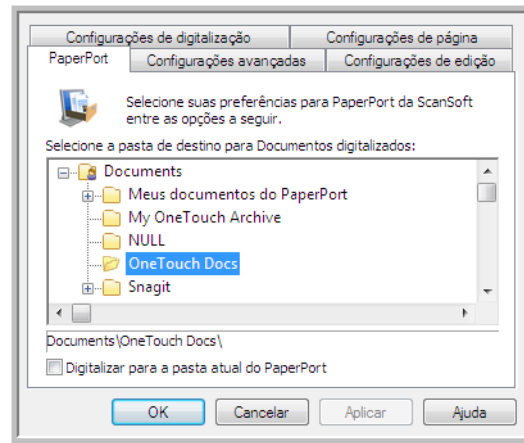 Configurações de digitalização
Configurações de página
PaperPort
Configurações avançadas
Configurações de edição
Selecione suas preferências para PaperPort da ScanSoft
entre as opções a seguir.
Selecione a pasta de destino para Documentos digitalizados:
Documents
Meus documentos do PaperPort
My OneTouch Archive
NULL
OneTouch Docs
Snagit
Documents\OneTouch Docs\
Digitalizar para a pasta atual do PaperPort
OK
Cancelar
Aplicar
Ajuda